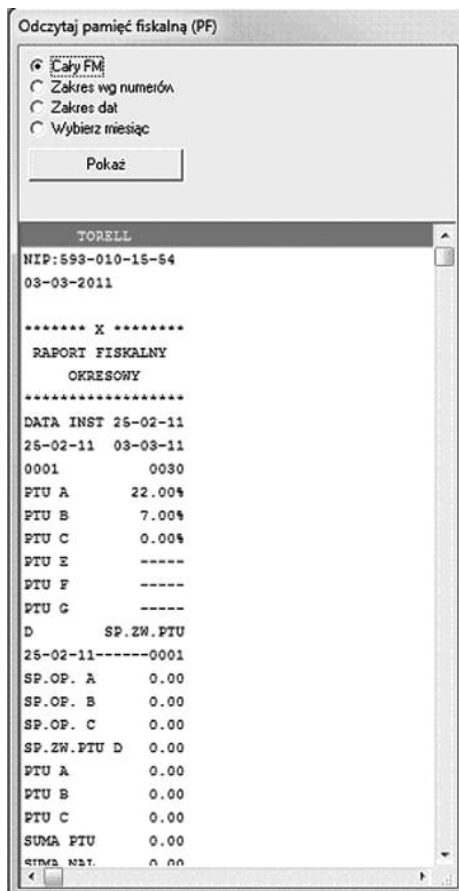 Odczytaj pamięć fiskalną (PF)
Cały FM
Zakres wg numerów
Zakres dat
Wybierz miesiąc
Pokaż
TORELL
NIP:593-010-15-54
03-03-2011
******* X ********
RAPORT FISKALNY
OKRESOWY
******************
DATA INST 25-02-11
25-02-11 03-03-11
0001 0030
PTU A 22.00%
PTU B 7.00%
PTU C 0.00%
PTU E -----
PTU F -----
PTU G -----
D SP.ZW.PTU
25-02-11------0001
SP.OP. A 0.00
SP.OP. B 0.00
SP.OP. C 0.00
SP.ZW.PTU D 0.00
PTU A 0.00
PTU B 0.00
PTU C 0.00
SUMA PTU 0.00
SUMA NAL 0.00